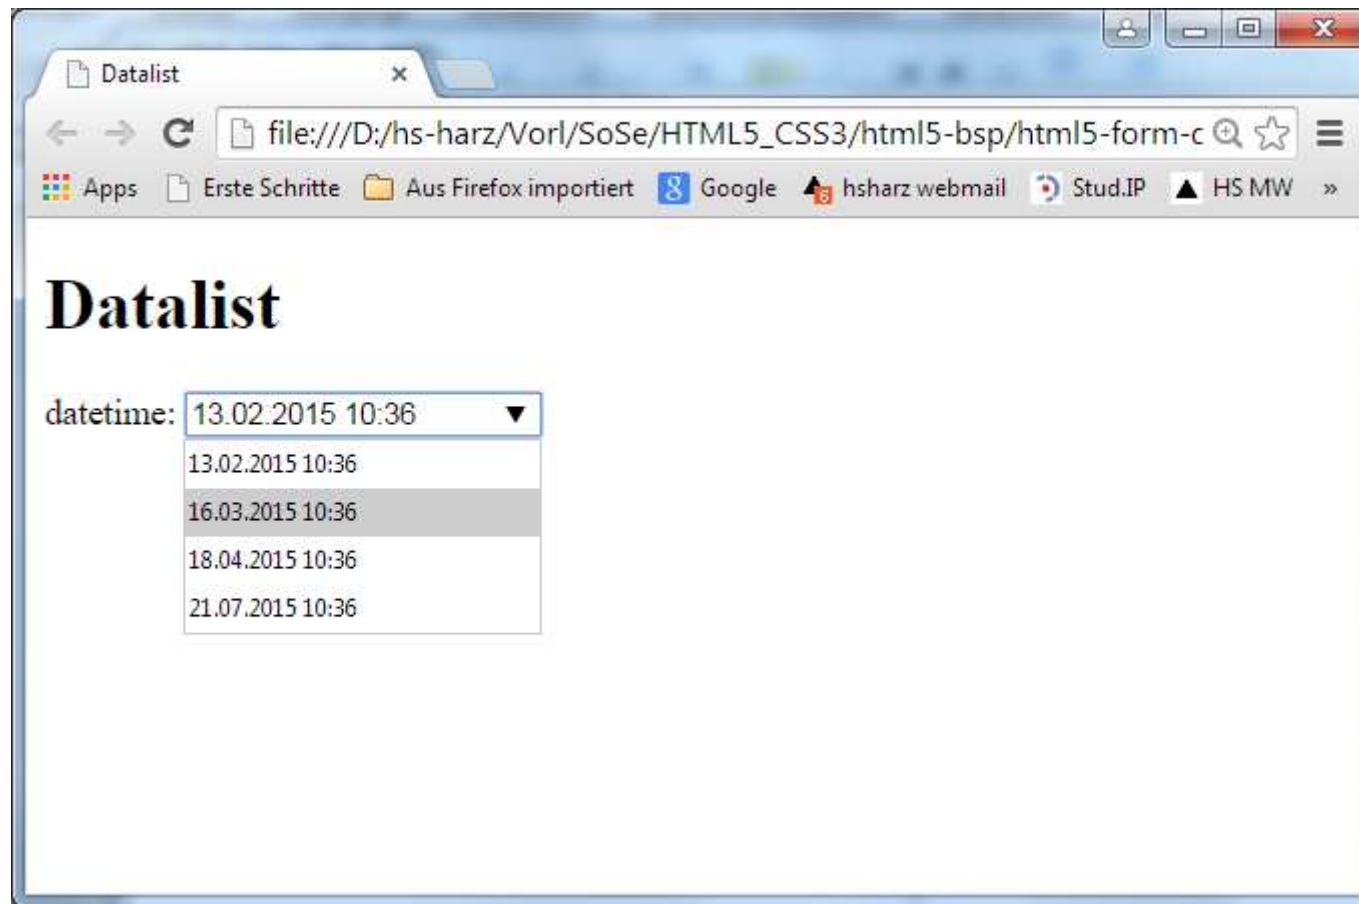 Datalist
file:///D:/hs-harz/Vorl/SoSe/HTML5_CSS3/html5-bsp/html5-form-c
Apps Erste Schritte Aus Firefox importiert Google 6 hsharz webmail Stud.IP HS MW »
Datalist
datetime: 13.02.2015 10:36
13.02.2015 10:36
16.03.2015 10:36
18.04.2015 10:36
21.07.2015 10:36